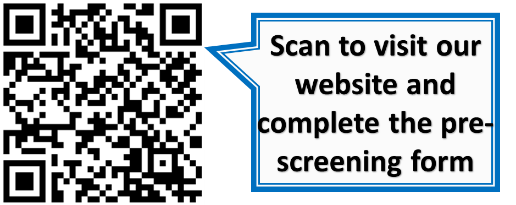 Scan to visit our
website and
complete the pre-
screening form